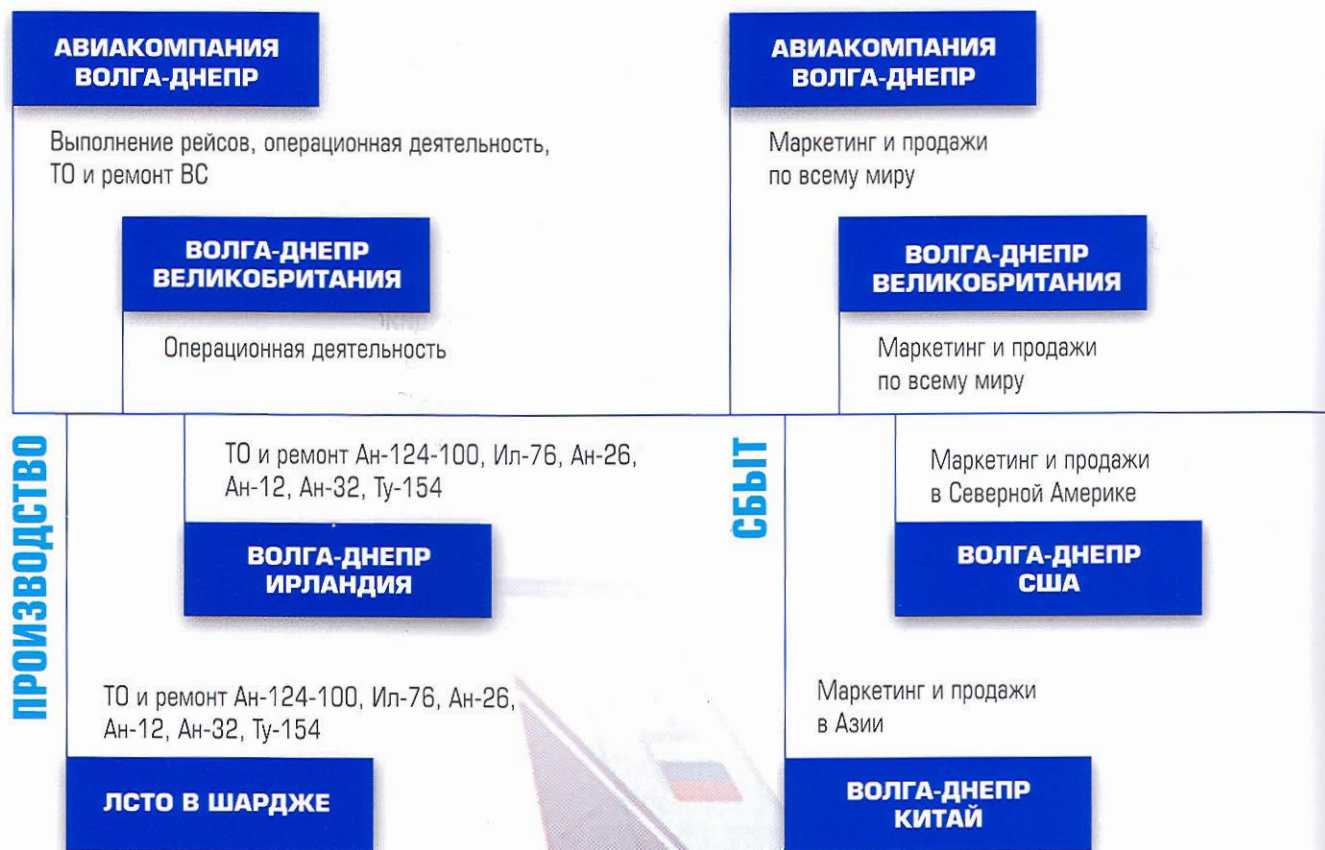 АВИАКОМПАНИЯ
ВОЛГА-ДНЕПР
Выполнение рейсов, операционная деятельность,
ТО и ремонт ВС
ВОЛГА-ДНЕПР
ВЕЛИКОБРИТАНИЯ
Операционная деятельность
ПРОИЗВОДСТВО
ТО и ремонт Ан-124-100, Ил-76, Ан-26,
Ан-12, Ан-32, Ту-154
ВОЛГА-ДНЕПР
ИРЛАНДИЯ
ТО и ремонт Ан-124-100, Ил-76, Ан-26,
Ан-12, Ан-32, Ту-154
ЛСТО В ШАРДЖЕ
АВИАКОМПАНИЯ
ВОЛГА-ДНЕПР
Маркетинг и продажи
по всему миру
ВОЛГА-ДНЕПР
ВЕЛИКОБРИТАНИЯ
Маркетинг и продажи
по всему миру
СБЫТ
Маркетинг и продажи
в Северной Америке
ВОЛГА-ДНЕПР
США
Маркетинг и продажи
в Азии
ВОЛГА-ДНЕПР
КИТАЙ